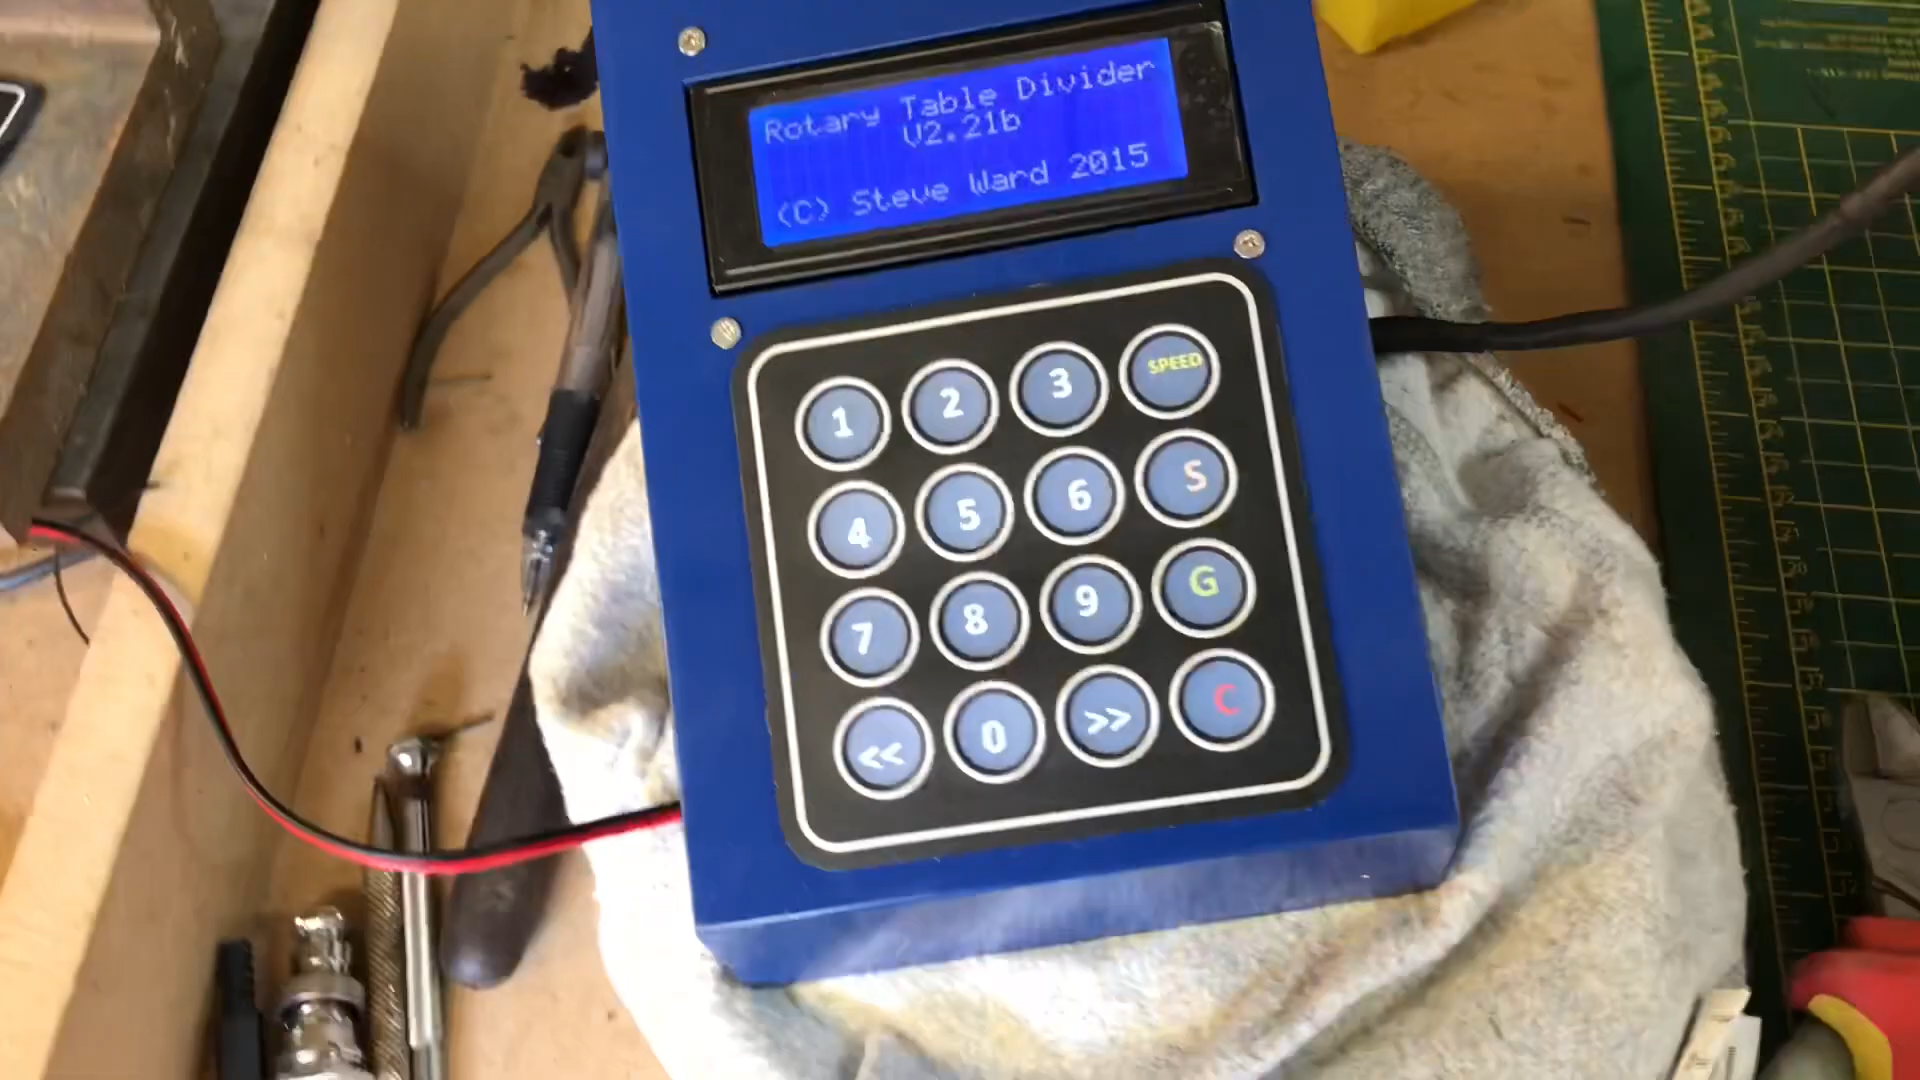 Rotary Table Divider
V2.21b
(C) Steve Ward 2015
1 2 3 SPEED
4 5 6 S
7 8 9 G
<< 0 >> C